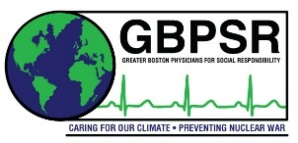 GBPSR
GREATER BOSTON PHYSICIANS FOR SOCIAL RESPONSIBILITY
CARING FOR OUR CLIMATE • PREVENTING NUCLEAR WAR